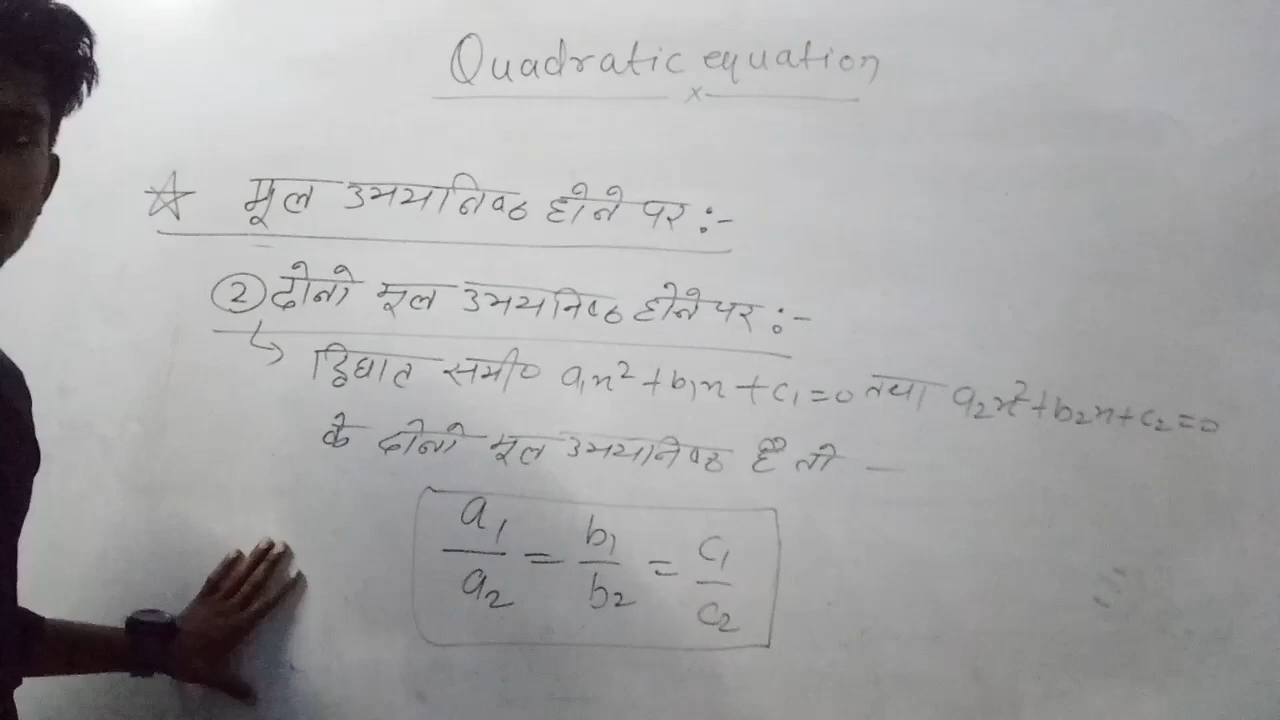 Quadratic equation
☆ मूल उभयनिष्ठ होने पर :-
② दोनो मूल उभयनिष्ठ होने पर :-
↳ द्विघात समी० a₁x²+b₁x+c₁=0 तथा a₂x²+b₂x+c₂=0
के दोनो मूल उभयनिष्ठ हैं तो —
a₁/a₂ = b₁/b₂ = c₁/c₂